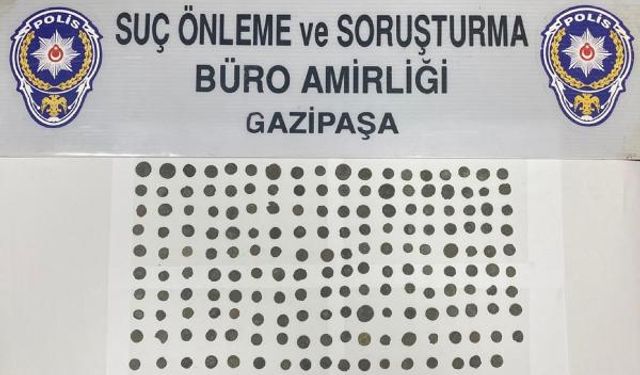 POLİS
SUÇ ÖNLEME ve SORUŞTURMA
BÜRO AMİRLİĞİ
GAZİPAŞA
POLİS